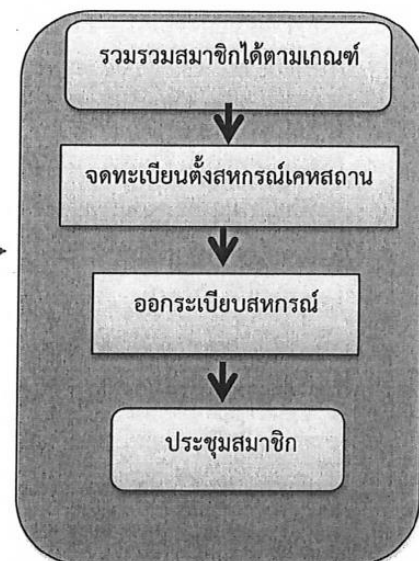 รวมรวมสมาชิกได้ตามเกณฑ์
จดทะเบียนตั้งสหกรณ์เคหสถาน
ออกระเบียบสหกรณ์
ประชุมสมาชิก